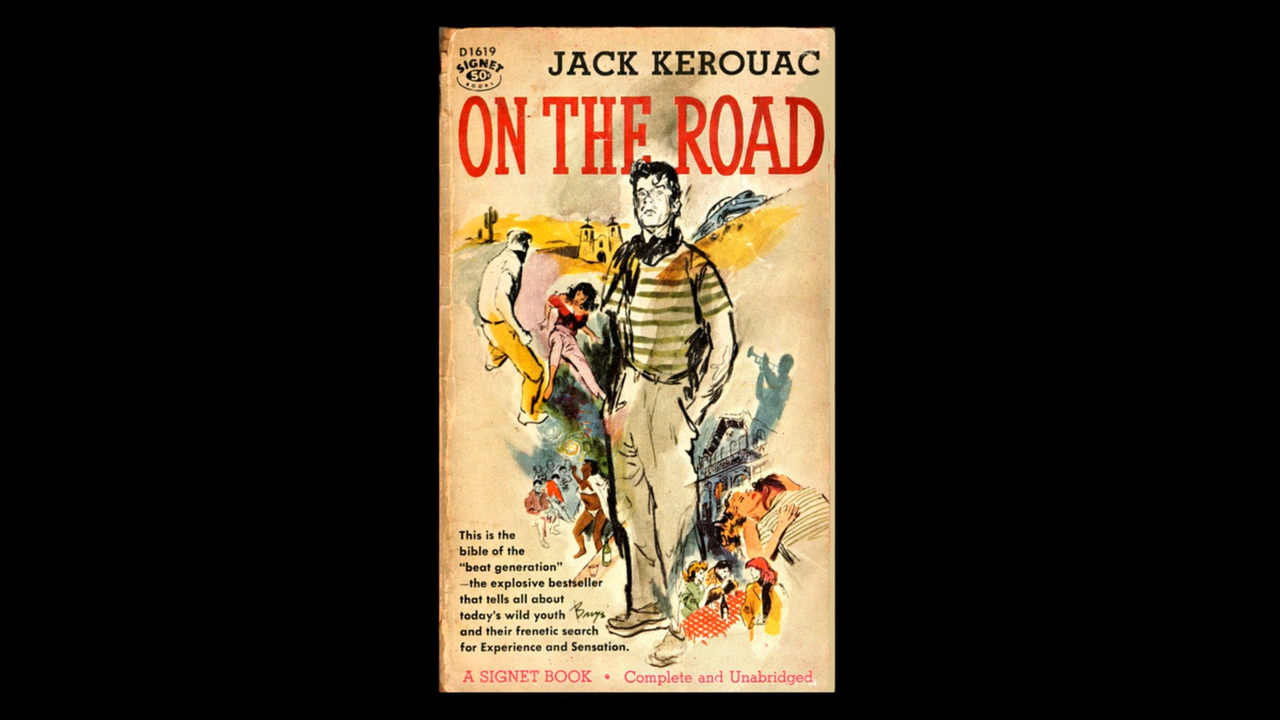 D1619
SIGNET
50¢
BOOKS
JACK KEROUAC
ON THE ROAD
This is the
bible of the
“beat generation”
—the explosive bestseller
that tells all about
today's wild youth
and their frenetic search
for Experience and Sensation.
A SIGNET BOOK • Complete and Unabridged